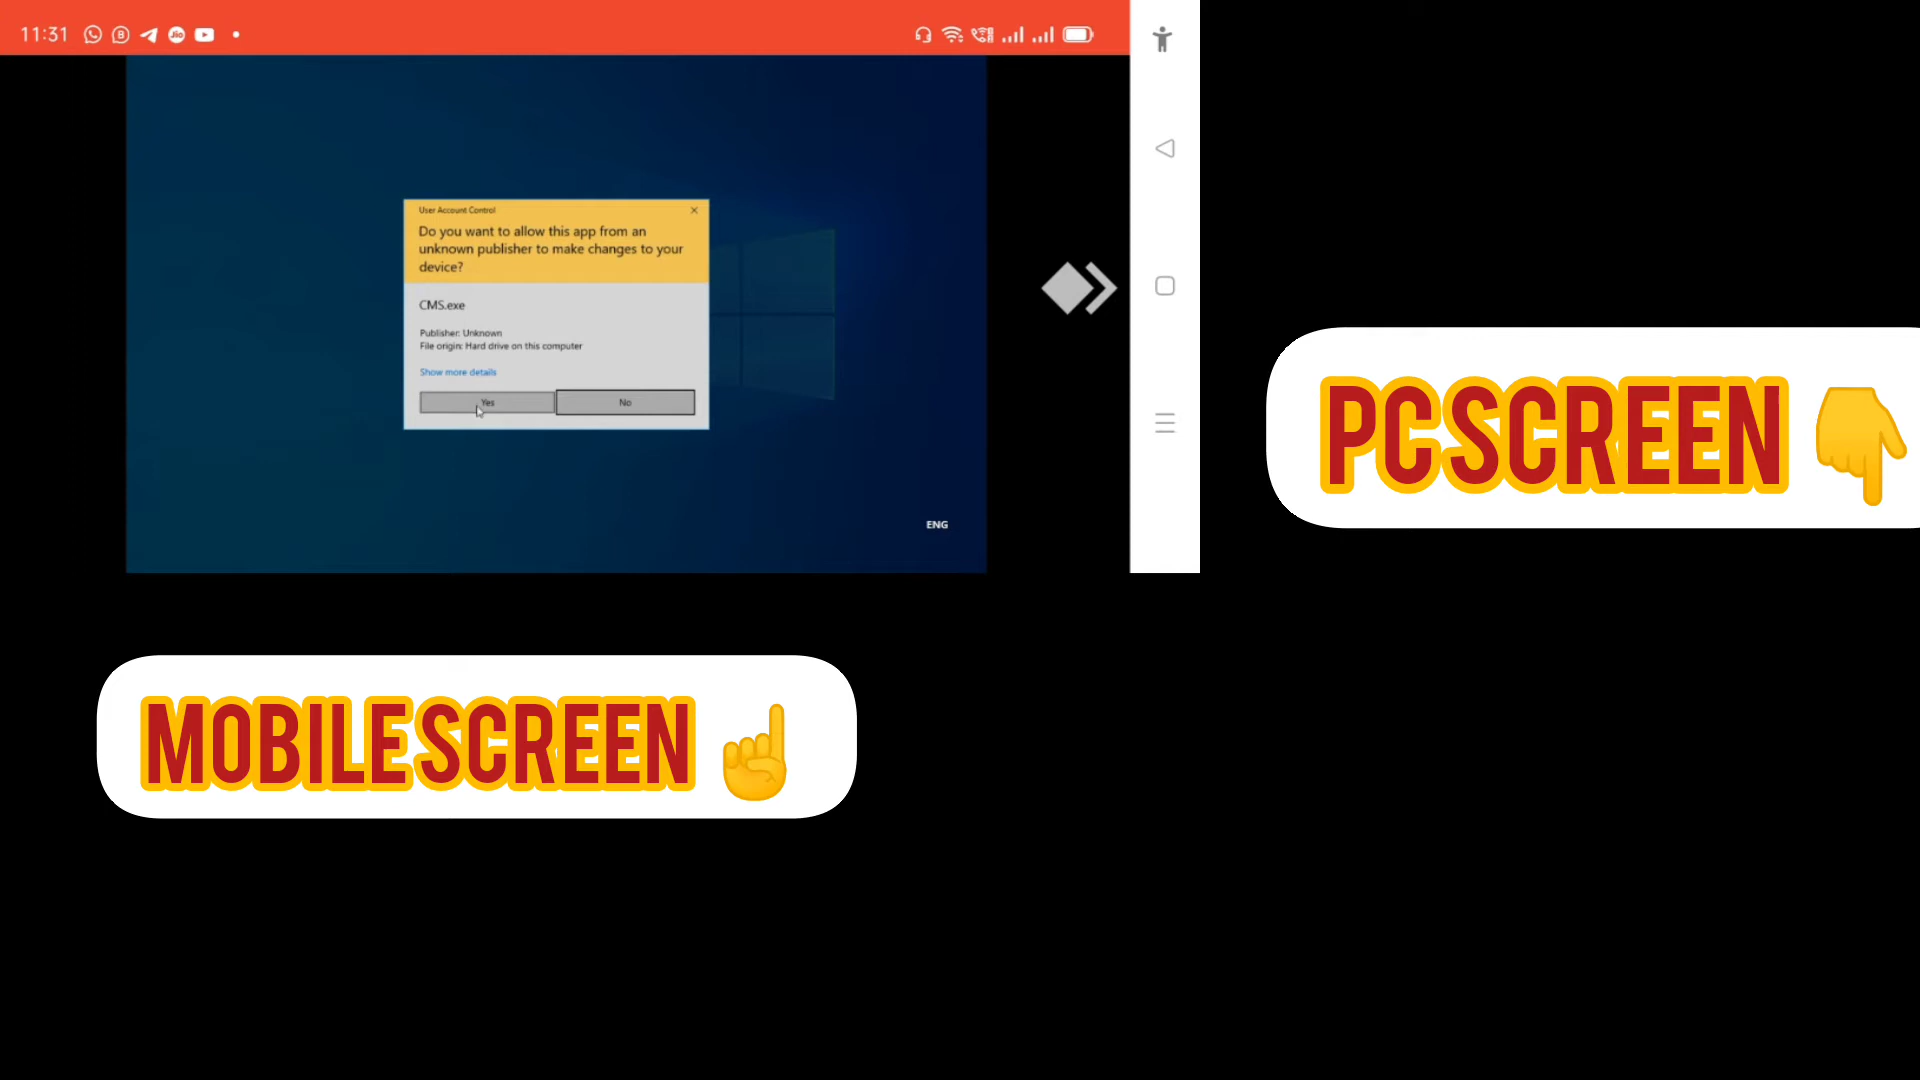 11:31
User Account Control
Do you want to allow this app from an
unknown publisher to make changes to your
device?
CMS.exe
Publisher: Unknown
File origin: Hard drive on this computer
Show more details
Yes
No
ENG
PC SCREEN 👇
MOBILE SCREEN ☝